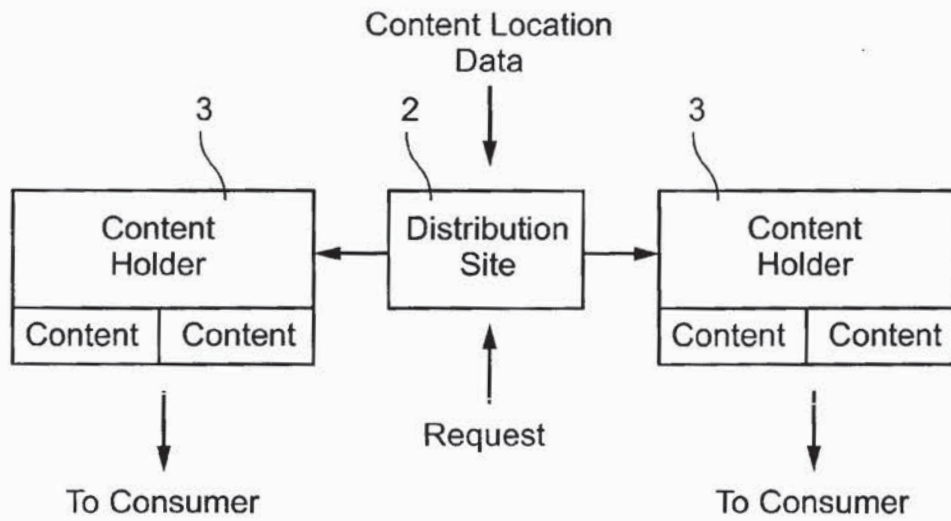 Content Location
Data
3
2
3
Content
Holder
Distribution
Site
Content
Holder
Content
Content
Content
Content
Request
To Consumer
To Consumer